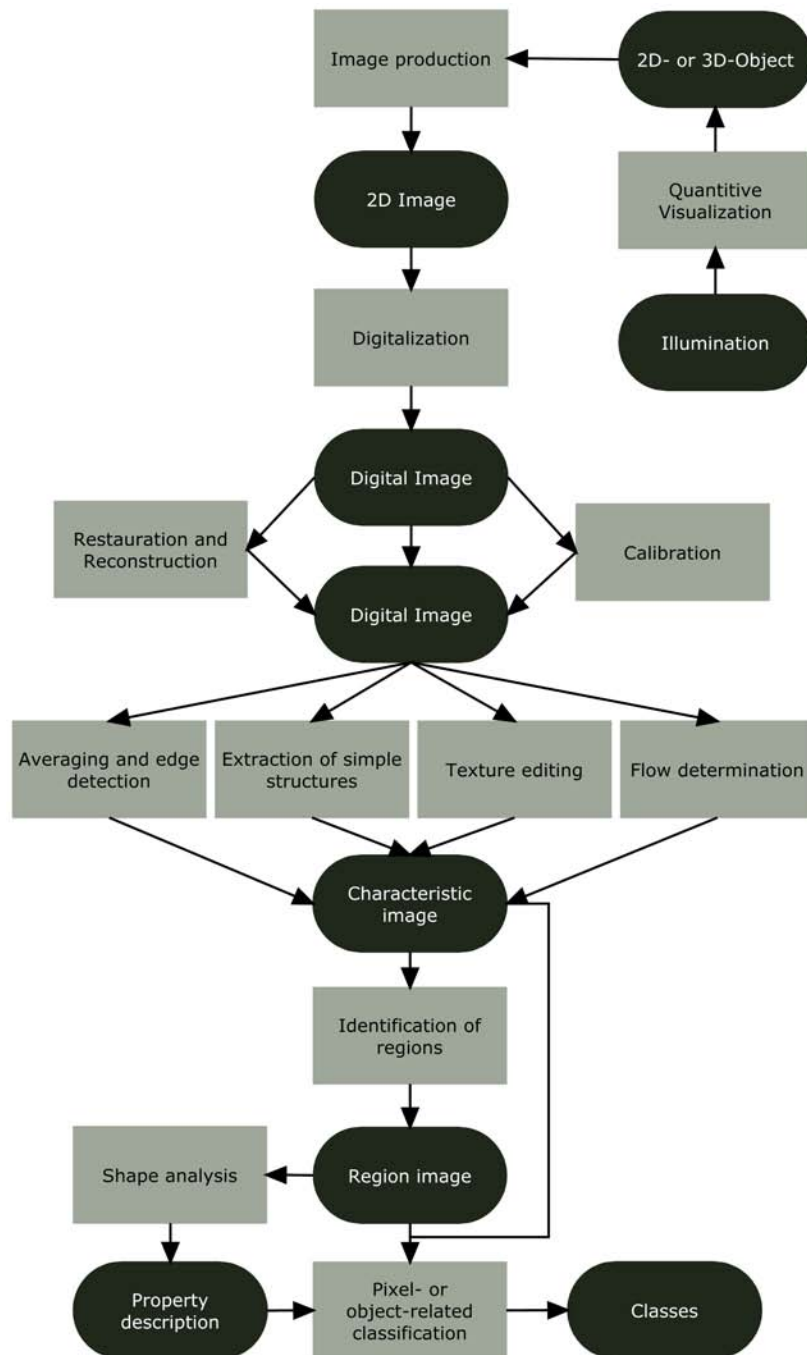 Image production
2D- or 3D-Object
2D Image
Quantitive
Visualization
Digitalization
Illumination
Digital Image
Restauration and
Reconstruction
Calibration
Digital Image
Averaging and edge
detection
Extraction of simple
structures
Texture editing
Flow determination
Characteristic
image
Identification of
regions
Shape analysis
Region image
Property
description
Pixel- or
object-related
classification
Classes